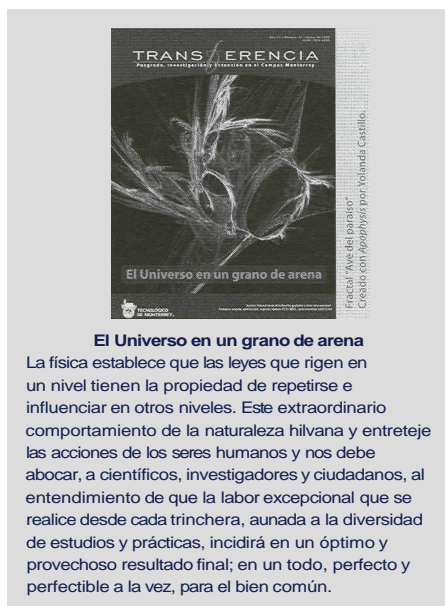 TRANSFERENCIA
Posgrado, Investigación y Extensión en el Campus Monterrey
El Universo en un grano de arena
TECNOLÓGICO
DE MONTERREY.
Fractal "Ave del paraíso"
Creado con Apophysis por Yolanda Castillo.
El Universo en un grano de arena
La física establece que las leyes que rigen en
un nivel tienen la propiedad de repetirse e
influenciar en otros niveles. Este extraordinario
comportamiento de la naturaleza hilvana y entreteje
las acciones de los seres humanos y nos debe
abocar, a científicos, investigadores y ciudadanos, al
entendimiento de que la labor excepcional que se
realice desde cada trinchera, aunada a la diversidad
de estudios y prácticas, incidirá en un óptimo y
provechoso resultado final; en un todo, perfecto y
perfectible a la vez, para el bien común.